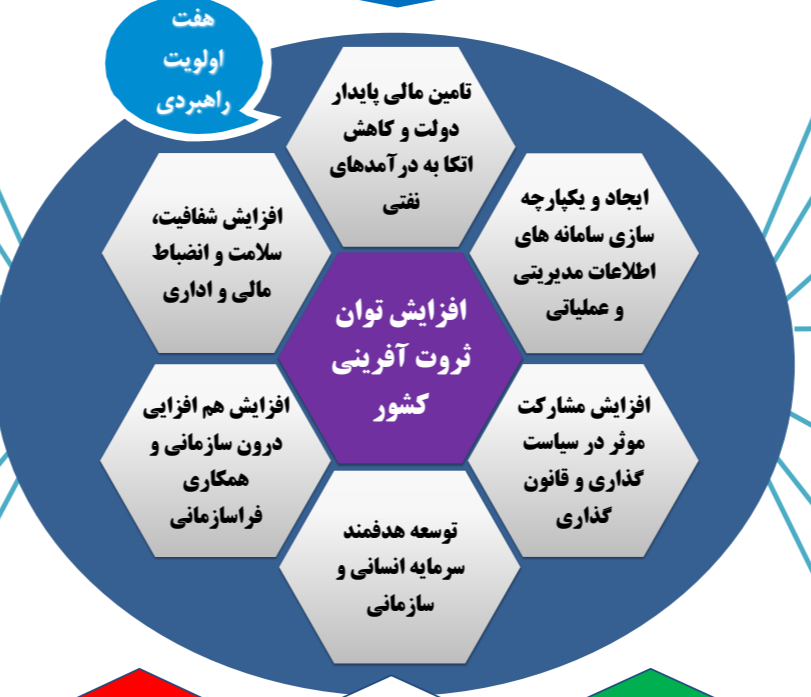 هفت
اولویت
راهبردی
تامین مالی پایدار
دولت و کاهش
اتکا به درآمدهای
نفتی
ایجاد و یکپارچه
سازی سامانه های
اطلاعات مدیریتی
و عملیاتی
افزایش شفافیت،
سلامت و انضباط
مالی و اداری
افزایش توان
ثروت آفرینی
کشور
افزایش مشارکت
موثر در سیاست
گذاری و قانون
گذاری
افزایش هم افزایی
درون سازمانی و
همکاری
فراسازمانی
توسعه هدفمند
سرمایه انسانی و
سازمانی